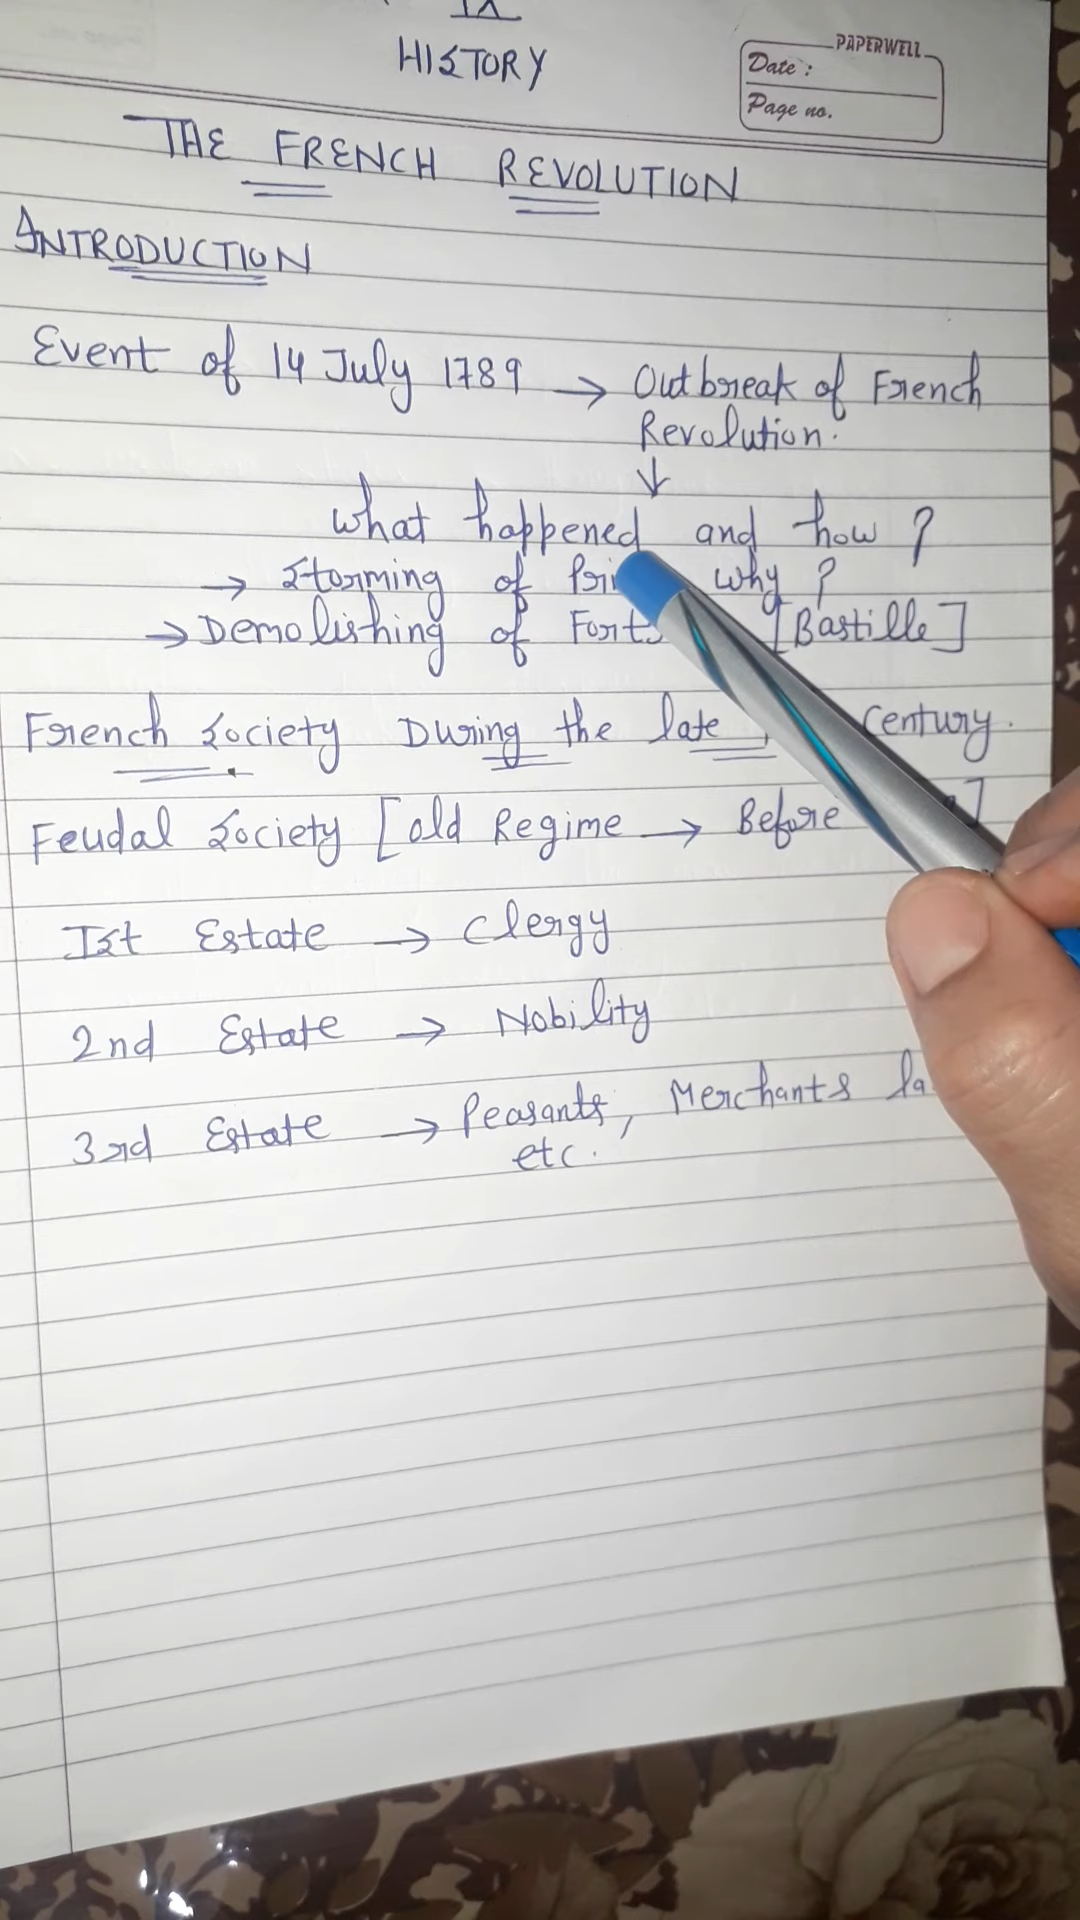 IX
HISTORY
PAPERWELL
Date :
Page no.
THE FRENCH REVOLUTION
INTRODUCTION
Event of 14 July 1789 → Outbreak of French
Revolution.
↓
What happened and how ?
→ Storming of why ?
→ Demolishing of [Bastille]
French Society During the late Century.
Feudal Society [old Regime → Before ]
Ist Estate → Clergy
2nd Estate → Nobility
3rd Estate → Peasants, Merchants
etc.